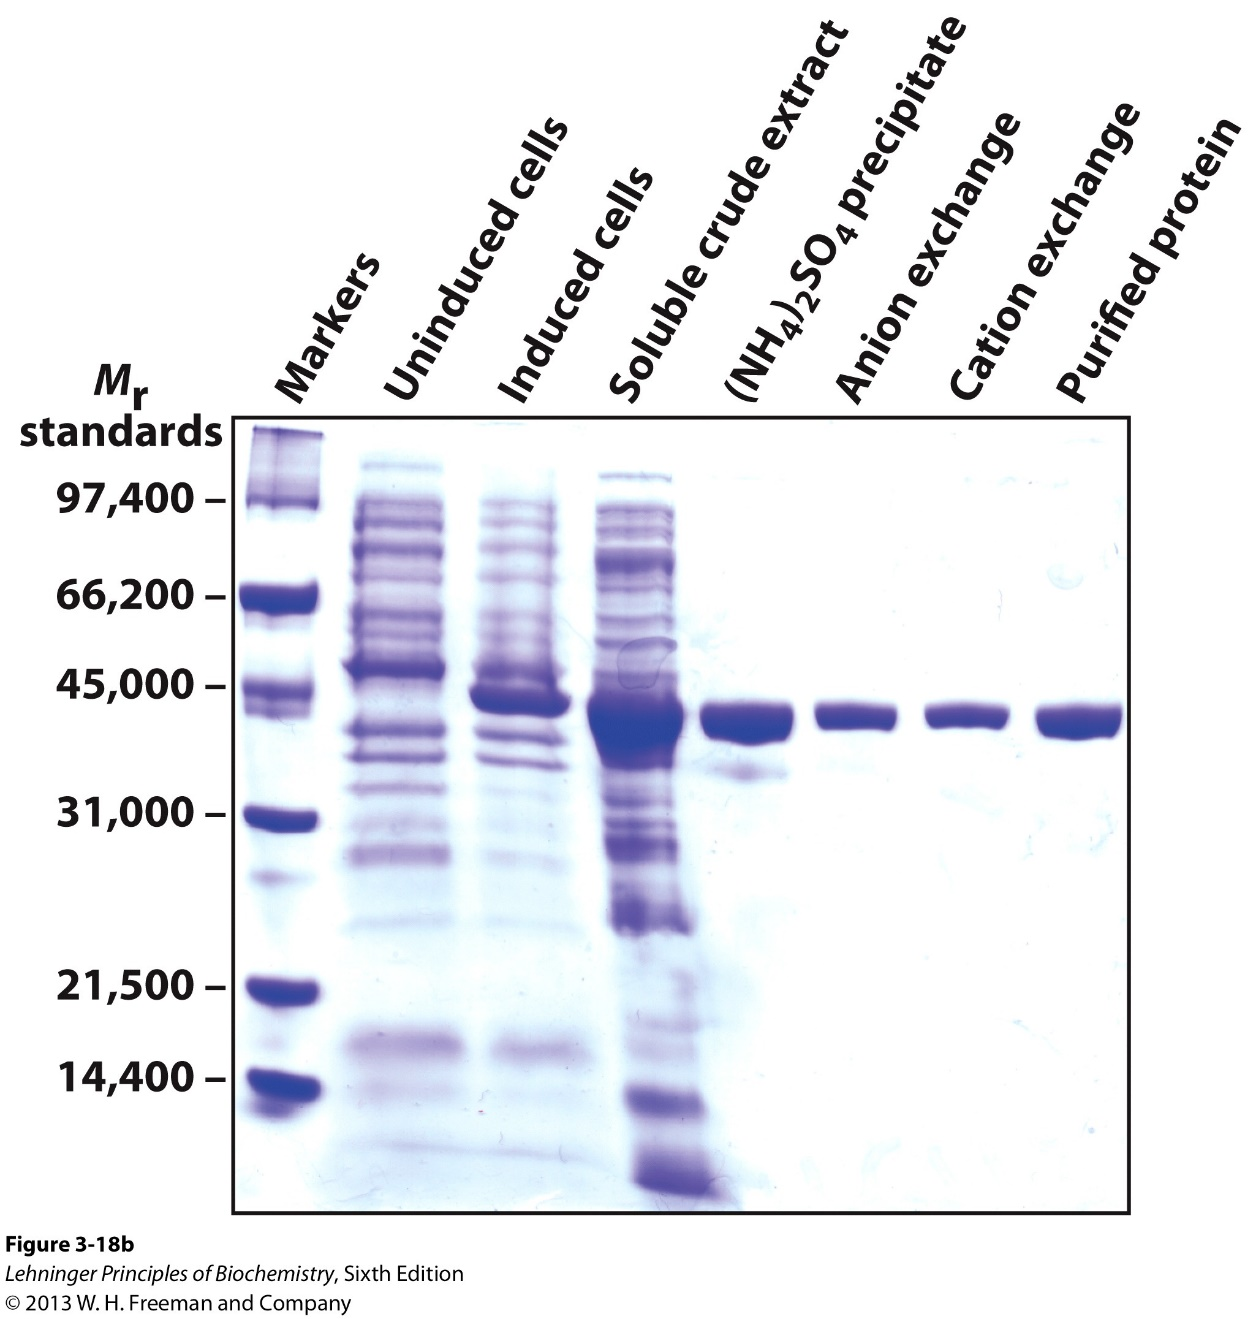 Markers
Uninduced cells
Induced cells
Soluble crude extract
(NH4)2SO4 precipitate
Anion exchange
Cation exchange
Purified protein
Mr
standards
97,400 –
66,200 –
45,000 –
31,000 –
21,500 –
14,400 –
Figure 3-18b
Lehninger Principles of Biochemistry, Sixth Edition
© 2013 W. H. Freeman and Company